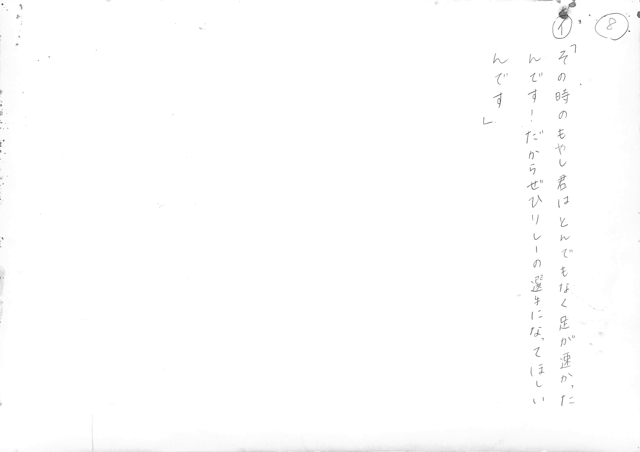 ⑧
①
「その時のもやし君はとんでもなく足が速かった
んです！だからぜひリレーの選手になってほしい
んです」